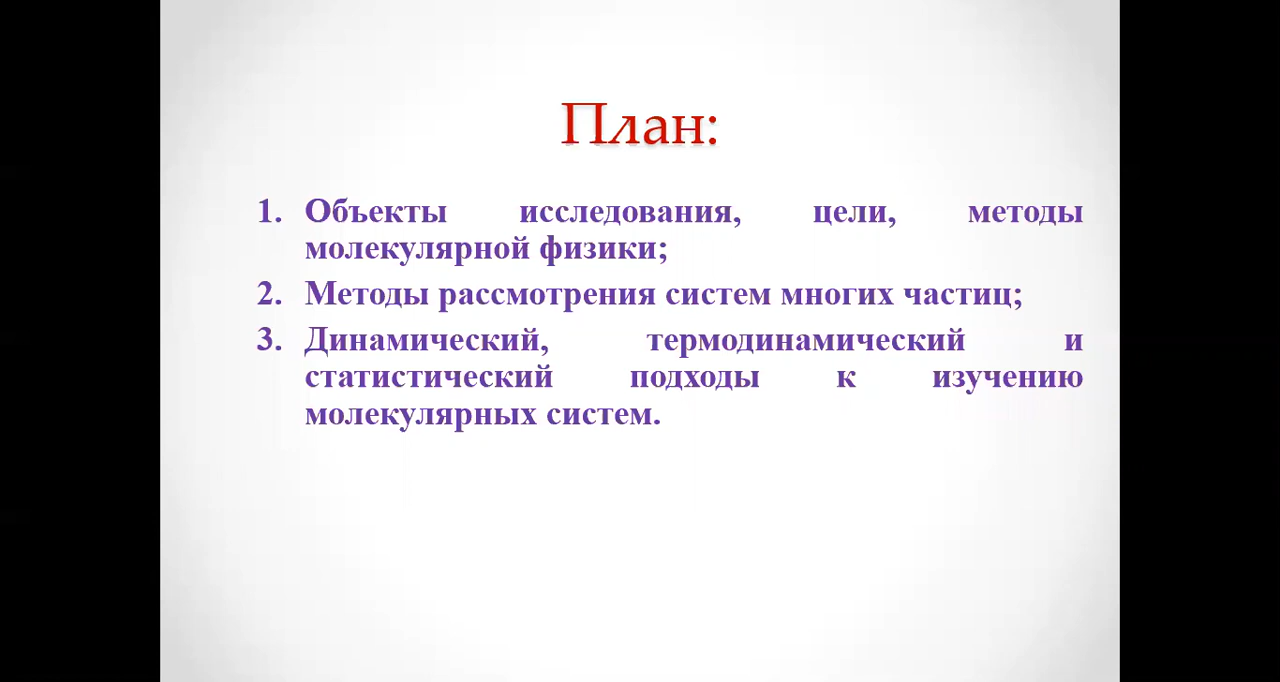 План:
1. Объекты исследования, цели, методы
молекулярной физики;
2. Методы рассмотрения систем многих частиц;
3. Динамический, термодинамический и
статистический подходы к изучению
молекулярных систем.